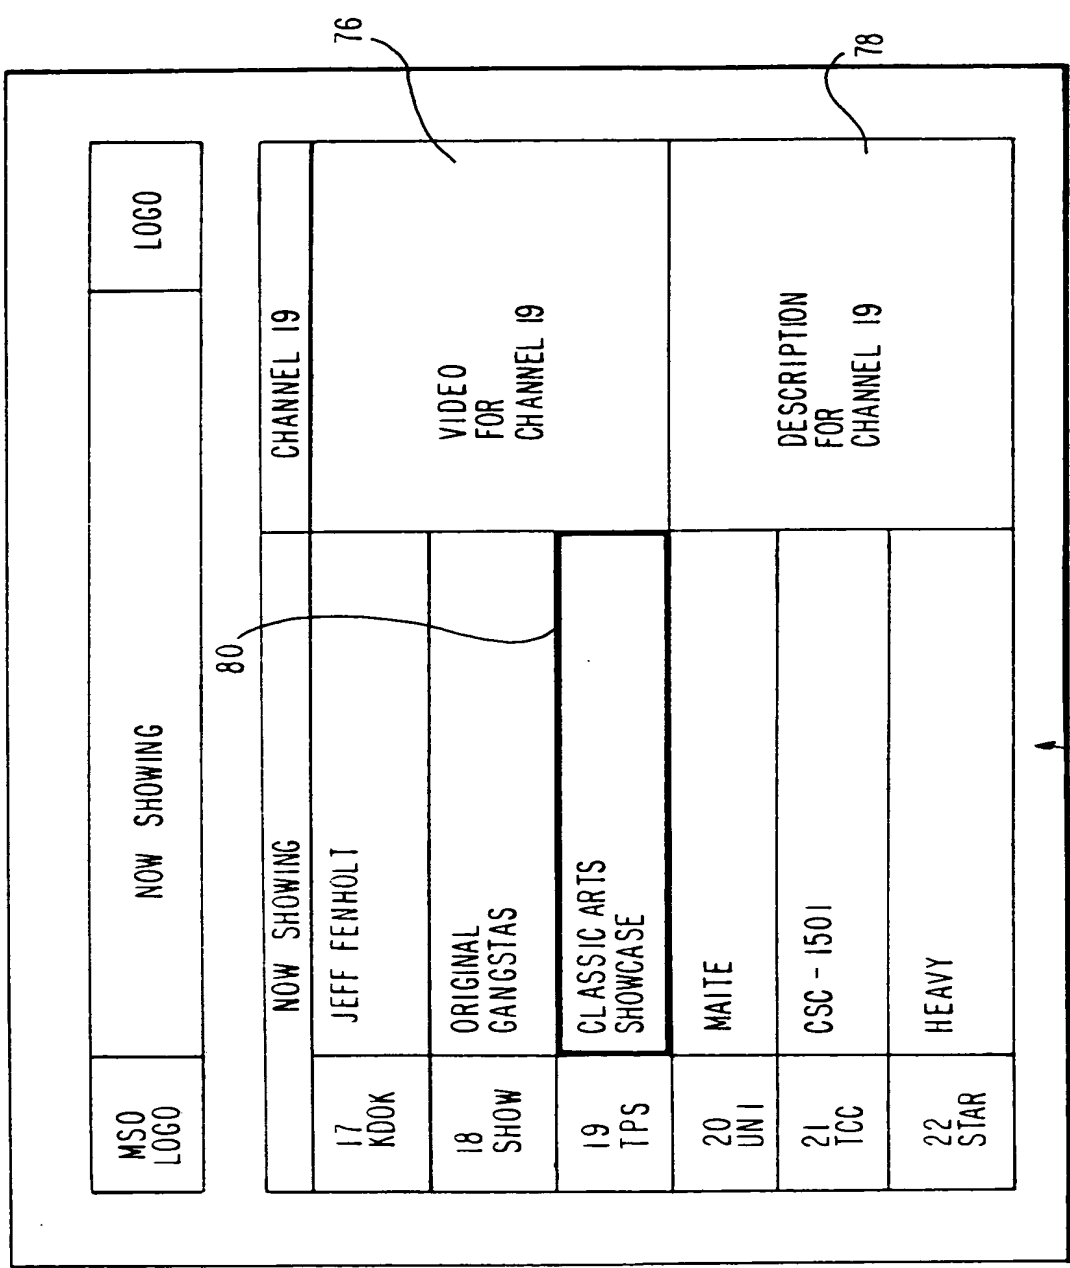 MSO
LOGO
NOW SHOWING
LOGO
80
76
78
NOW SHOWING
CHANNEL 19
17
KDOK
JEFF FENHOLT
18
SHOW
ORIGINAL
GANGSTAS
19
TPS
CLASSIC ARTS
SHOWCASE
VIDEO
FOR
CHANNEL 19
20
UNI
MAITE
21
TCC
CSC - 1501
22
STAR
HEAVY
DESCRIPTION
FOR
CHANNEL 19